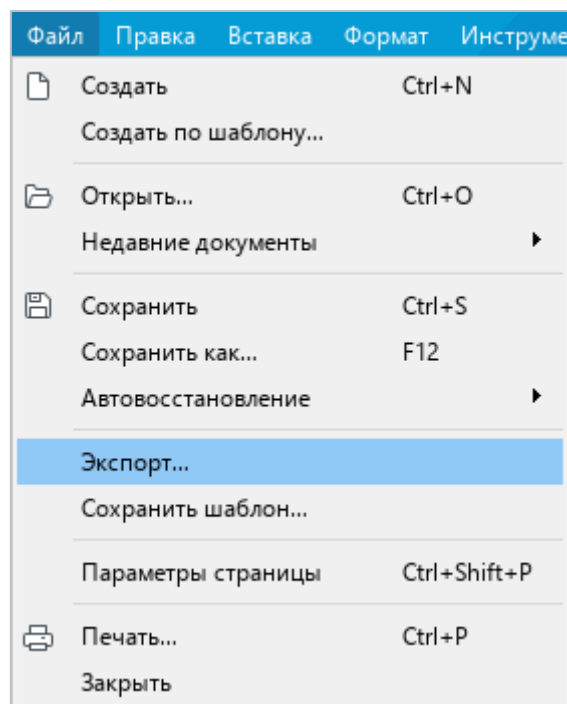 Файл Правка Вставка Формат
Создать Ctrl+N
Создать по шаблону...
Открыть... Ctrl+O
Недавние документы
Сохранить Ctrl+S
Сохранить как... F12
Автовосстановление
Экспорт...
Сохранить шаблон...
Параметры страницы Ctrl+Shift+P
Печать... Ctrl+P
Закрыть